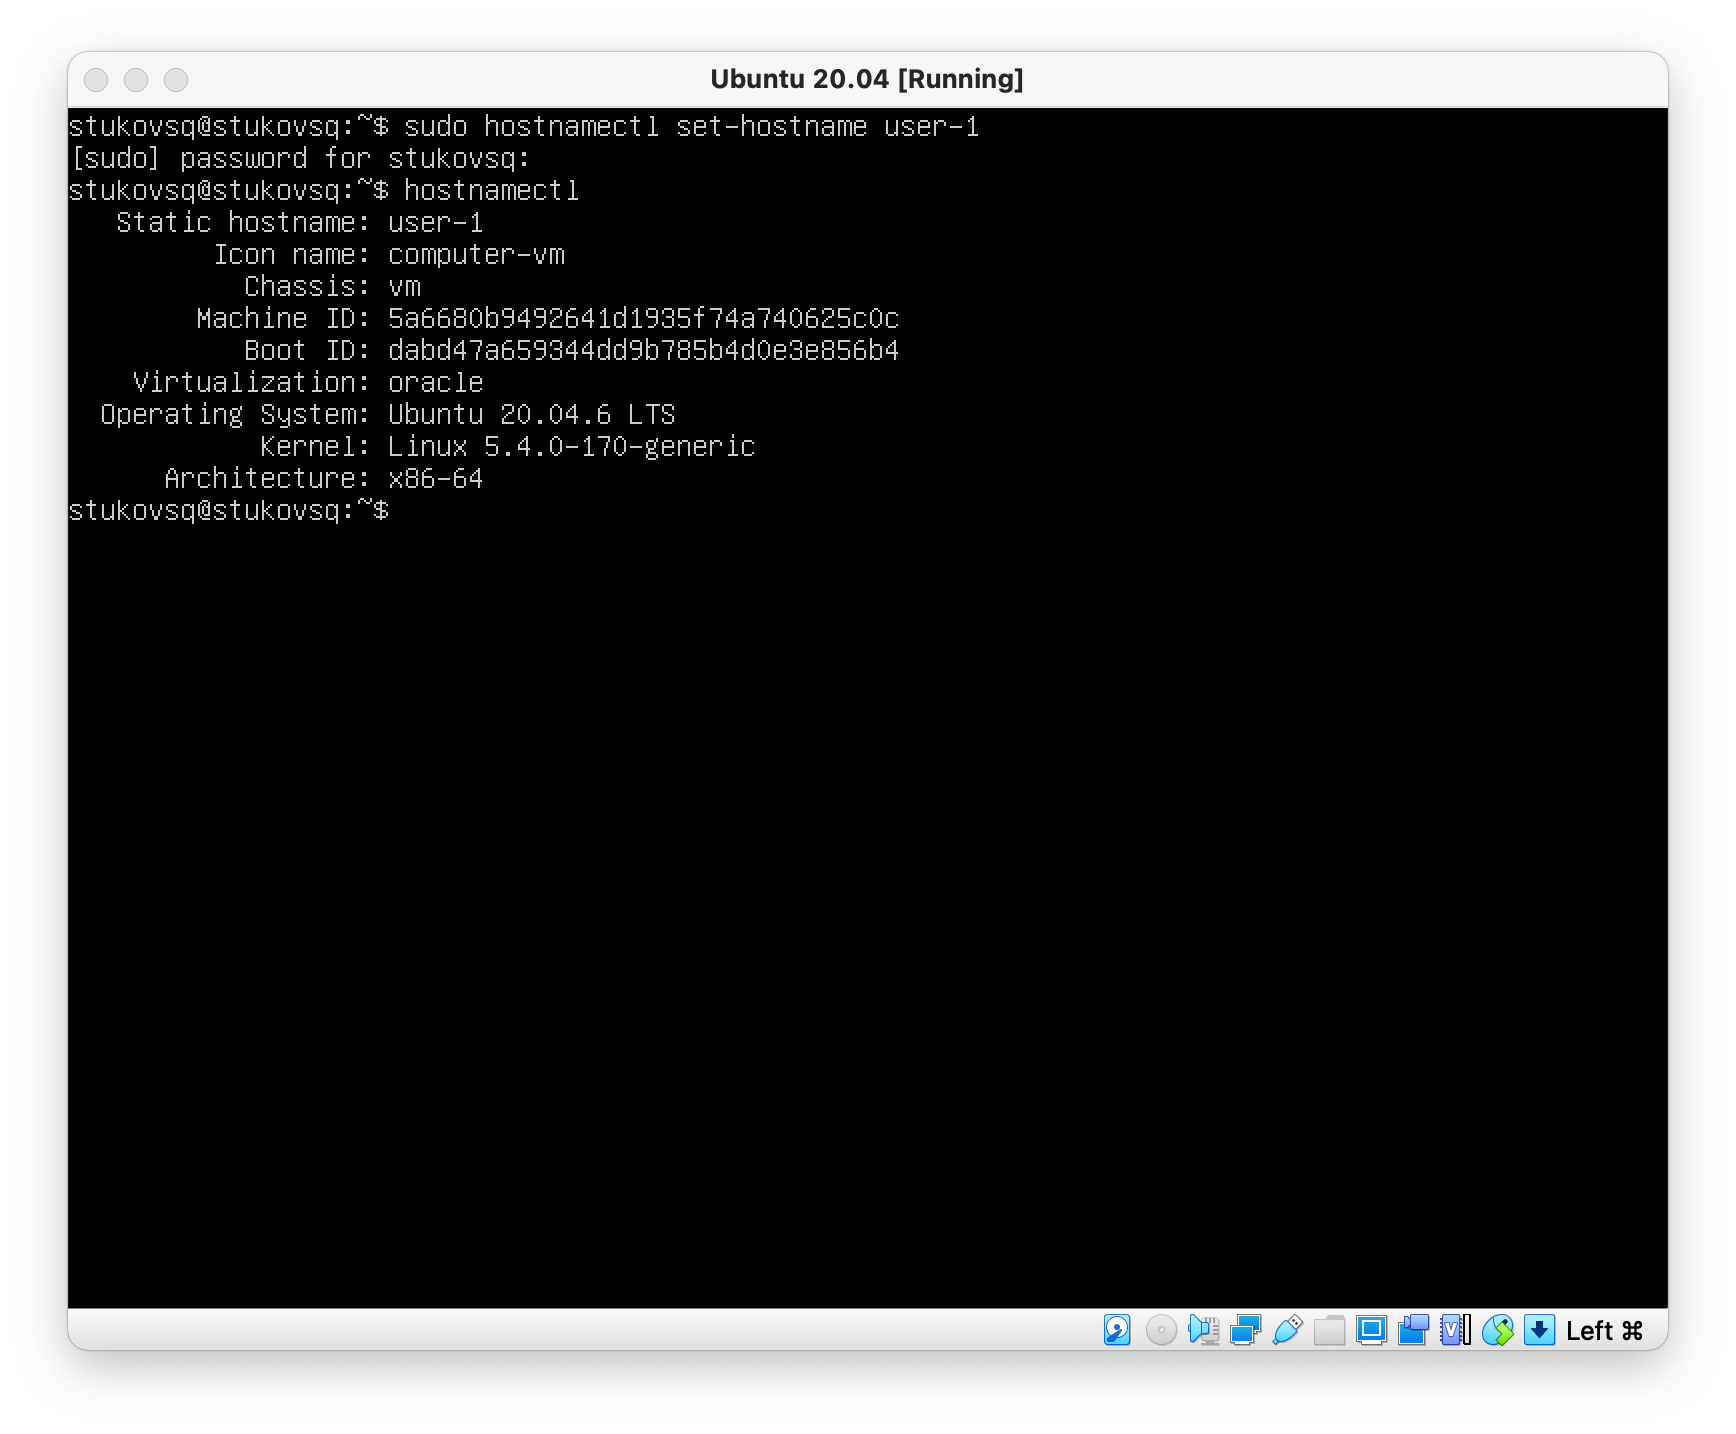 Ubuntu 20.04 [Running]
stukovsq@stukovsq:~$ sudo hostnamectl set-hostname user-1
[sudo] password for stukovsq:
stukovsq@stukovsq:~$ hostnamectl
   Static hostname: user-1
         Icon name: computer-vm
           Chassis: vm
        Machine ID: 5a6680b9492641d1935f74a740625c0c
           Boot ID: dabd47a659344dd9b785b4d0e3e856b4
    Virtualization: oracle
  Operating System: Ubuntu 20.04.6 LTS
            Kernel: Linux 5.4.0-170-generic
      Architecture: x86-64
stukovsq@stukovsq:~$
Left ⌘